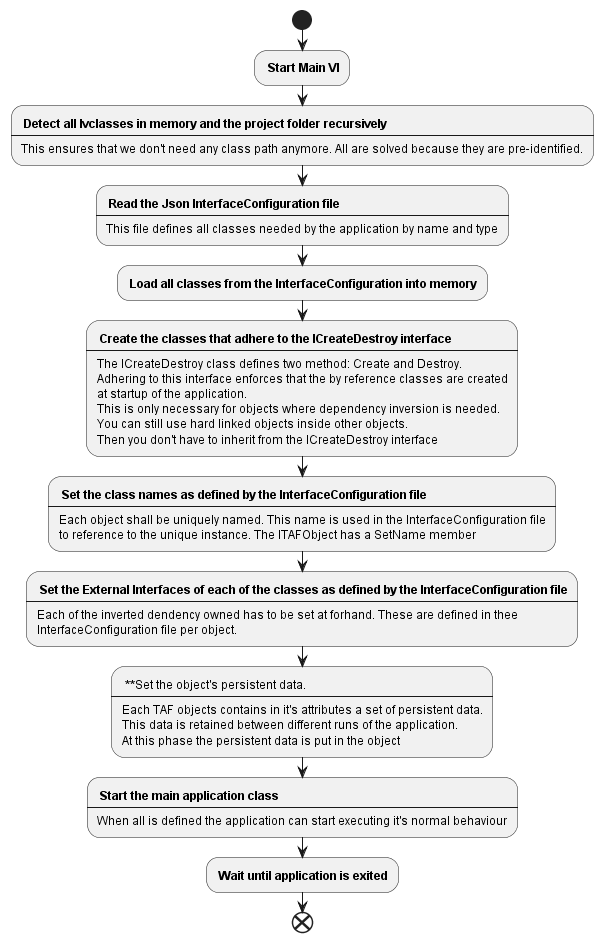 Start Main VI
Detect all lvclasses in memory and the project folder recursively
This ensures that we don't need any class path anymore. All are solved because they are pre-identified.
Read the Json InterfaceConfiguration file
This file defines all classes needed by the application by name and type
Load all classes from the InterfaceConfiguration into memory
Create the classes that adhere to the ICreateDestroy interface
The ICreateDestroy class defines two method: Create and Destroy.
Adhering to this interface enforces that the by reference classes are created
at startup of the application.
This is only necessary for objects where dependency inversion is needed.
You can still use hard linked objects inside other objects.
Then you don't have to inherit from the ICreateDestroy interface
Set the class names as defined by the InterfaceConfiguration file
Each object shall be uniquely named. This name is used in the InterfaceConfiguration file
to reference to the unique instance. The ITAFObject has a SetName member
Set the External Interfaces of each of the classes as defined by the InterfaceConfiguration file
Each of the inverted dendency owned has to be set at forhand. These are defined in thee
InterfaceConfiguration file per object.
**Set the object's persistent data.
Each TAF objects contains in it's attributes a set of persistent data.
This data is retained between different runs of the application.
At this phase the persistent data is put in the object
Start the main application class
When all is defined the application can start executing it's normal behaviour
Wait until application is exited